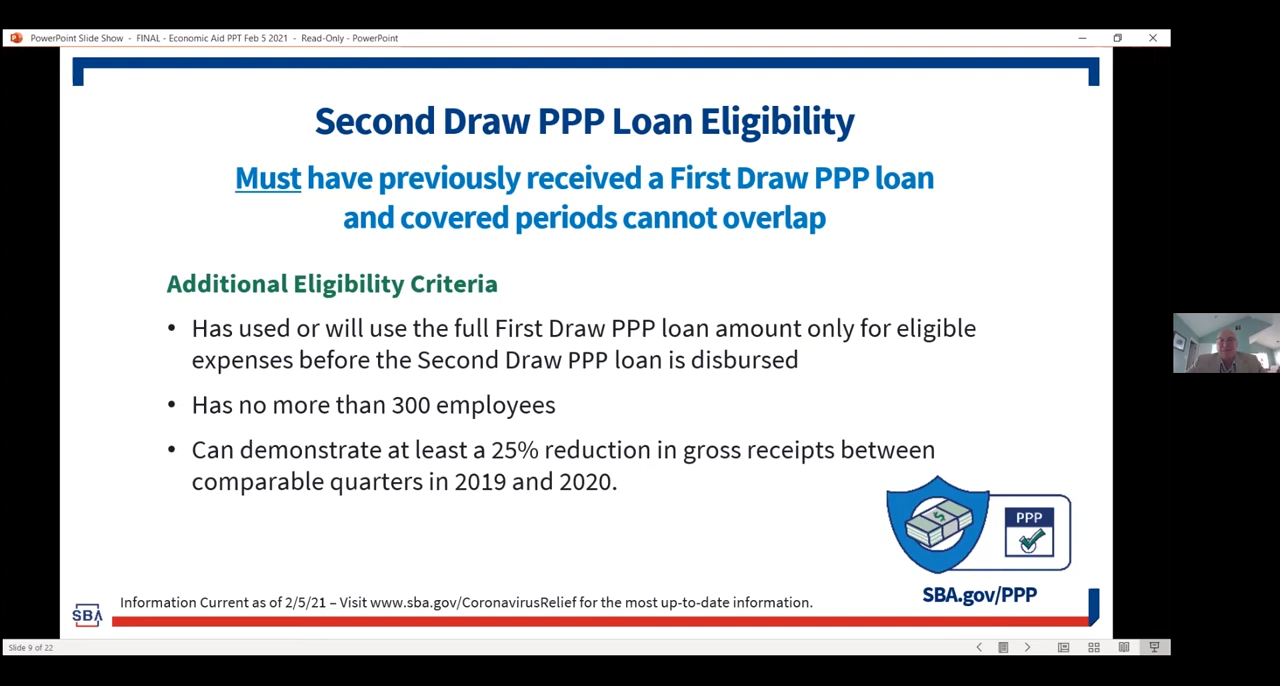 PowerPoint Slide Show - FINAL - Economic Aid PPT Feb 5 2021 - Read-Only - PowerPoint
Second Draw PPP Loan Eligibility
Must have previously received a First Draw PPP loan
and covered periods cannot overlap
Additional Eligibility Criteria
• Has used or will use the full First Draw PPP loan amount only for eligible
expenses before the Second Draw PPP loan is disbursed
• Has no more than 300 employees
• Can demonstrate at least a 25% reduction in gross receipts between
comparable quarters in 2019 and 2020.
$
PPP
SBA.gov/PPP
Information Current as of 2/5/21 – Visit www.sba.gov/CoronavirusRelief for the most up-to-date information.
SBA
Slide 9 of 22